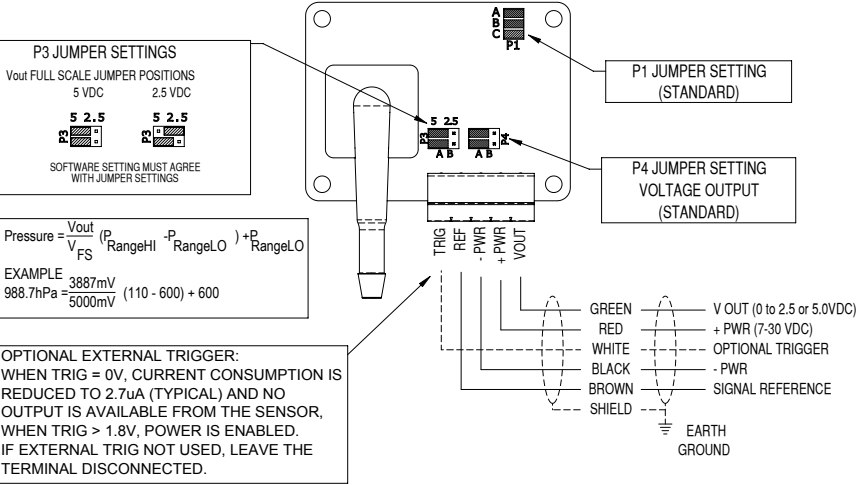 P3 JUMPER SETTINGS
Vout FULL SCALE JUMPER POSITIONS
5 VDC 2.5 VDC
5 2.5 5 2.5
P3 P3
SOFTWARE SETTING MUST AGREE
WITH JUMPER SETTINGS
A
B
C
P1
P1 JUMPER SETTING
(STANDARD)
5 2.5
P3 P4
A B A B
P4 JUMPER SETTING
VOLTAGE OUTPUT
(STANDARD)
Pressure = Vout / V FS (P RangeHI - P RangeLO ) + P RangeLO
EXAMPLE
988.7hPa = 3887mV / 5000mV (110 - 600) + 600
TRIG
REF
- PWR
+ PWR
VOUT
OPTIONAL EXTERNAL TRIGGER:
WHEN TRIG = 0V, CURRENT CONSUMPTION IS
REDUCED TO 2.7uA (TYPICAL) AND NO
OUTPUT IS AVAILABLE FROM THE SENSOR,
WHEN TRIG > 1.8V, POWER IS ENABLED.
IF EXTERNAL TRIG NOT USED, LEAVE THE
TERMINAL DISCONNECTED.
GREEN V OUT (0 to 2.5 or 5.0VDC)
RED + PWR (7-30 VDC)
WHITE OPTIONAL TRIGGER
BLACK - PWR
BROWN SIGNAL REFERENCE
SHIELD
EARTH
GROUND